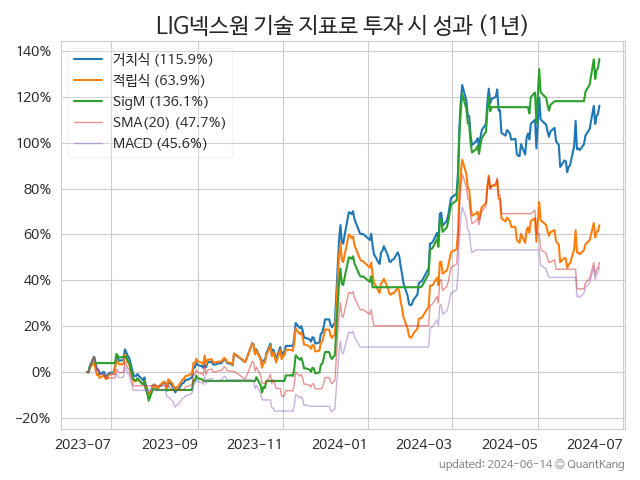 LIG넥스원 기술 지표로 투자 시 성과 (1년)
140%
120%
100%
80%
60%
40%
20%
0%
−20%
거치식 (115.9%)
적립식 (63.9%)
SigM (136.1%)
SMA(20) (47.7%)
MACD (45.6%)
2023-07 2023-09 2023-11 2024-01 2024-03 2024-05 2024-07
updated: 2024-06-14 © QuantKang